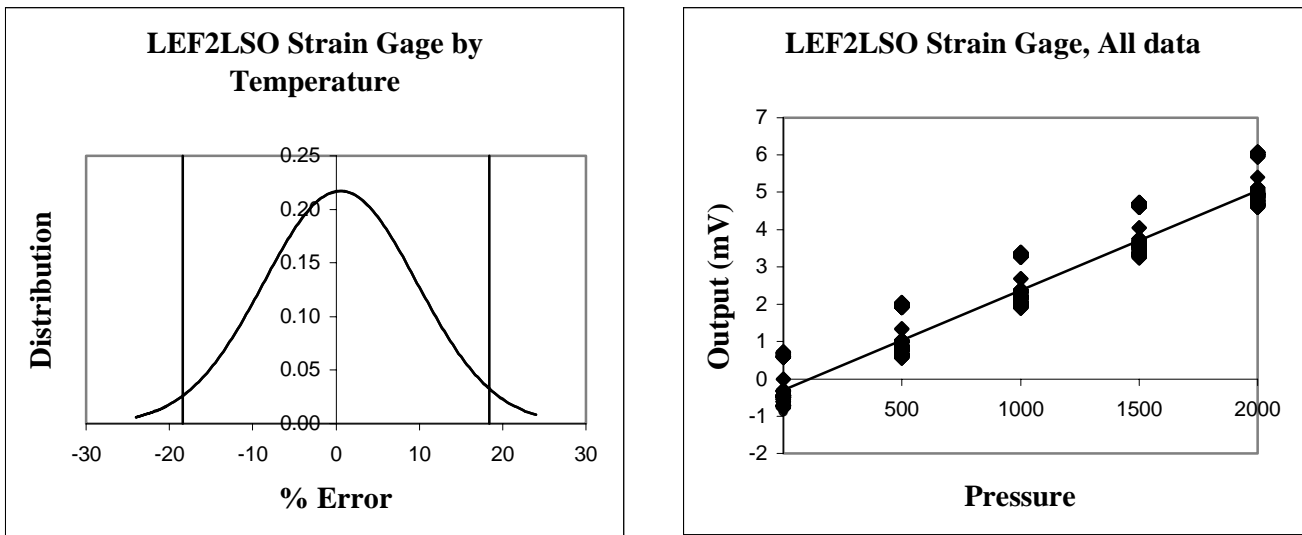 LEF2LSO Strain Gage by
Temperature
0.25
0.20
0.15
0.10
0.05
0.00
-30 -20 -10 0 10 20 30
Distribution
% Error
LEF2LSO Strain Gage, All data
7
6
5
4
3
2
1
0
-1
-2
500 1000 1500 2000
Output (mV)
Pressure